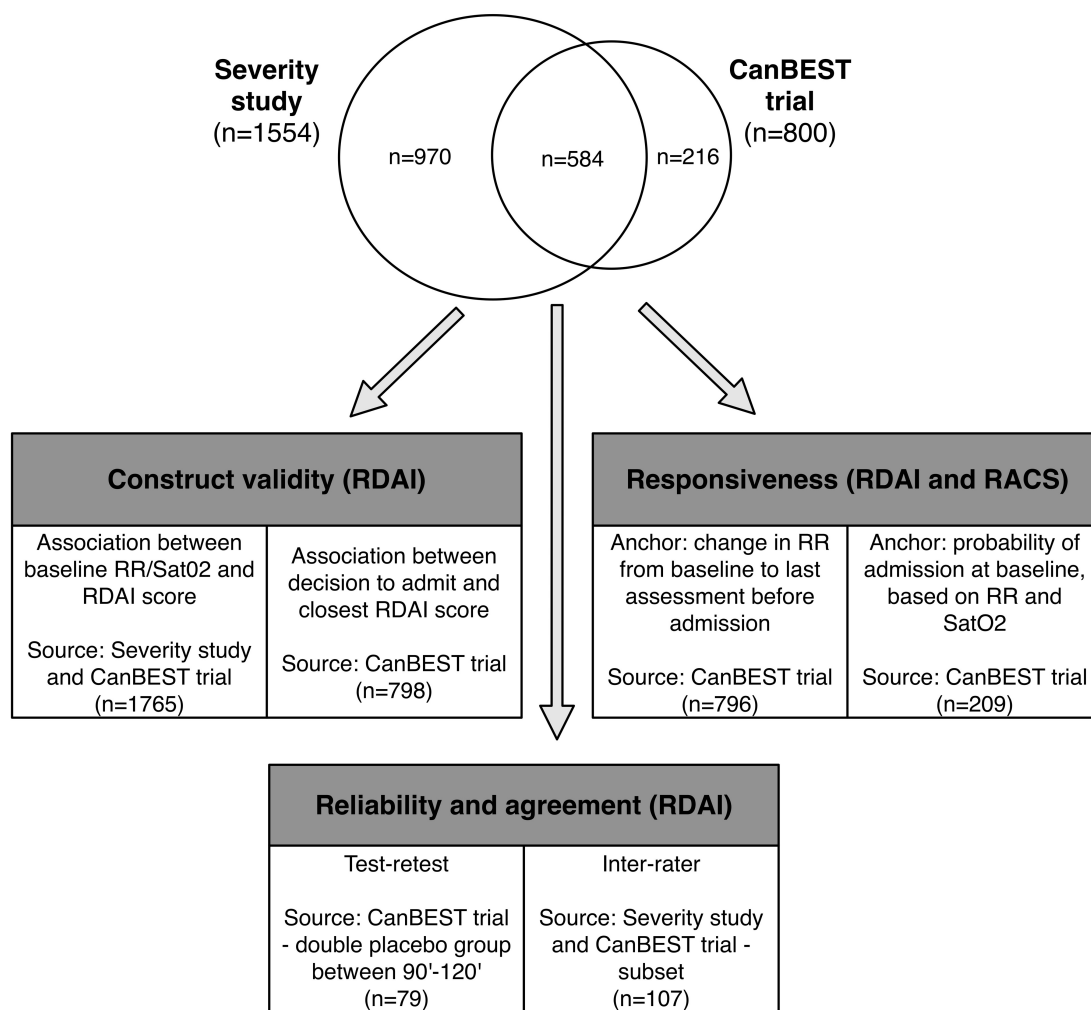 Severity
study
(n=1554)
CanBEST
trial
(n=800)
n=970
n=584
n=216
Construct validity (RDAI)
Association between
baseline RR/Sat02 and
RDAI score
Source: Severity study
and CanBEST trial
(n=1765)
Association between
decision to admit and
closest RDAI score
Source: CanBEST trial
(n=798)
Responsiveness (RDAI and RACS)
Anchor: change in RR
from baseline to last
assessment before
admission
Source: CanBEST trial
(n=796)
Anchor: probability of
admission at baseline,
based on RR and
SatO2
Source: CanBEST trial
(n=209)
Reliability and agreement (RDAI)
Test-retest
Source: CanBEST trial
- double placebo group
between 90'-120'
(n=79)
Inter-rater
Source: Severity study
and CanBEST trial -
subset
(n=107)